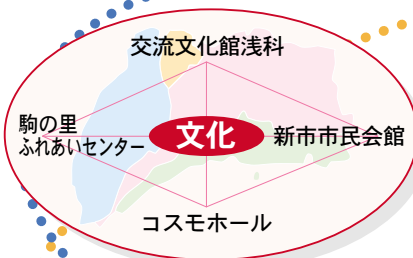 交流文化館浅科
駒の里
ふれあいセンター
文化
新市市民会館
コスモホール